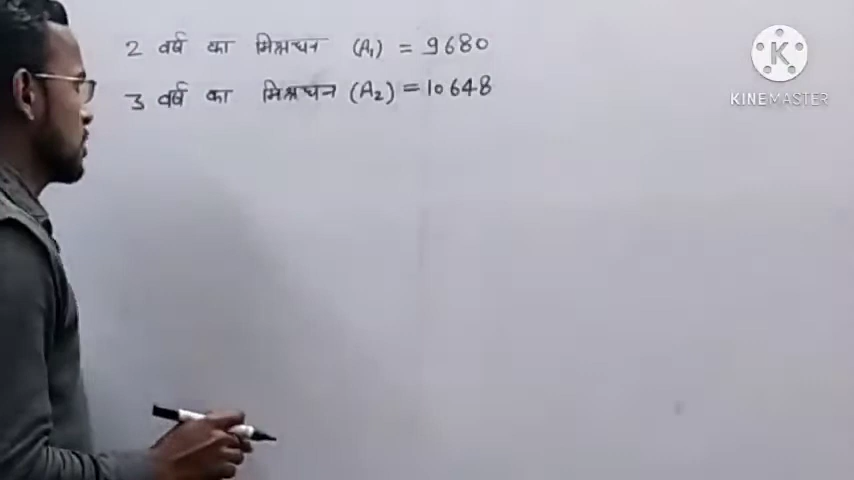 2 वर्ष का मिश्रधन (A₁) = 9680
3 वर्ष का मिश्रधन (A₂) = 10648
KINEMASTER